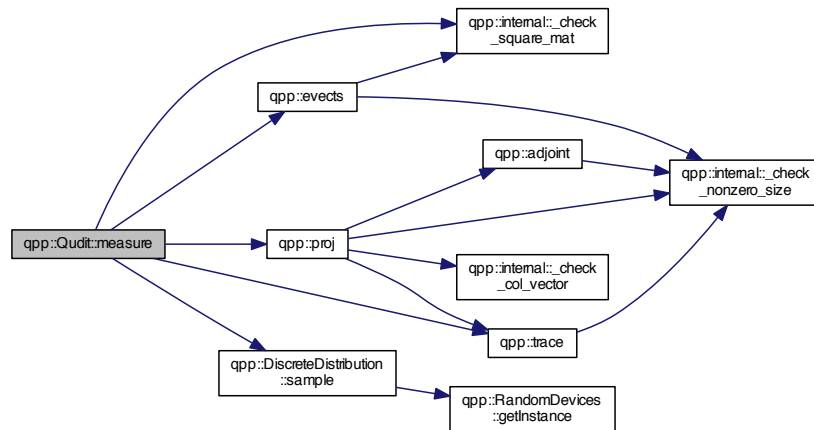 qpp::internal::_check
_square_mat
qpp::evects
qpp::adjoint
qpp::internal::_check
_nonzero_size
qpp::Qudit::measure
qpp::proj
qpp::internal::_check
_col_vector
qpp::trace
qpp::DiscreteDistribution
::sample
qpp::RandomDevices
::getInstance